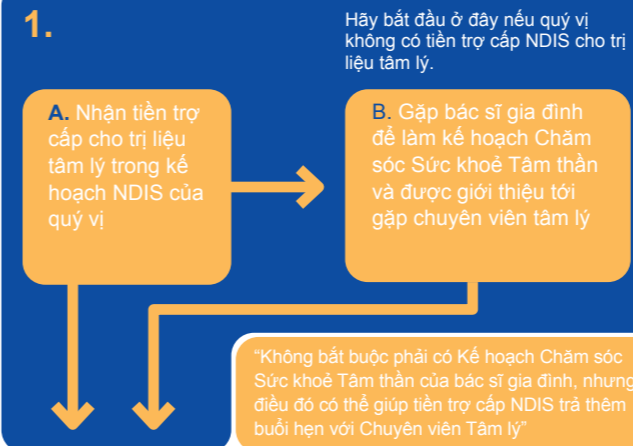 1.
Hãy bắt đầu ở đây nếu quý vị
không có tiền trợ cấp NDIS cho trị
liệu tâm lý.
A. Nhận tiền trợ
cấp cho trị liệu
tâm lý trong kế
hoạch NDIS của
quý vị
B. Gặp bác sĩ gia đình
để làm kế hoạch Chăm
sóc Sức khoẻ Tâm thần
và được giới thiệu tới
gặp chuyên viên tâm lý
“Không bắt buộc phải có Kế hoạch Chăm sóc
Sức khoẻ Tâm thần của bác sĩ gia đình, nhưng
điều đó có thể giúp tiền trợ cấp NDIS trả thêm
buổi hẹn với Chuyên viên Tâm lý”